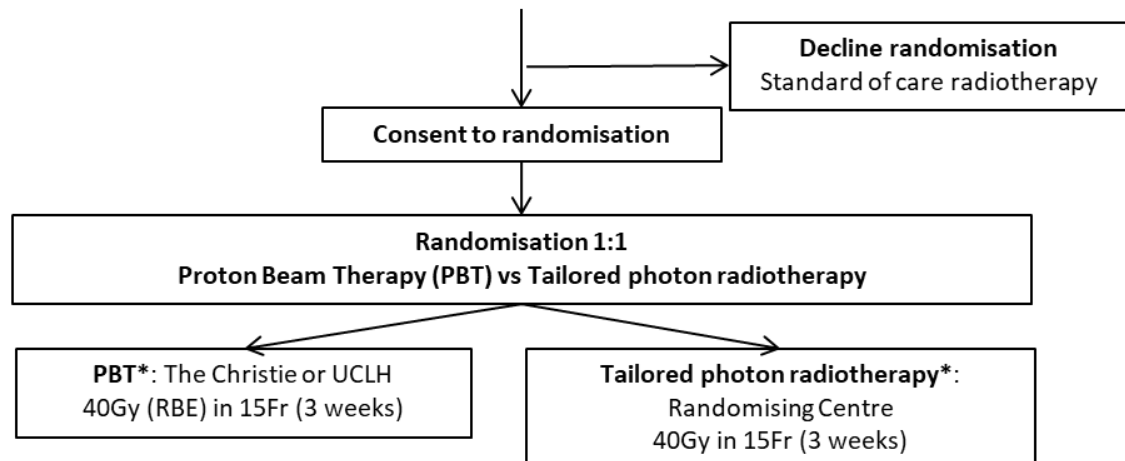 Decline randomisation
Standard of care radiotherapy
Consent to randomisation
Randomisation 1:1
Proton Beam Therapy (PBT) vs Tailored photon radiotherapy
PBT*: The Christie or UCLH
40Gy (RBE) in 15Fr (3 weeks)
Tailored photon radiotherapy*:
Randomising Centre
40Gy in 15Fr (3 weeks)